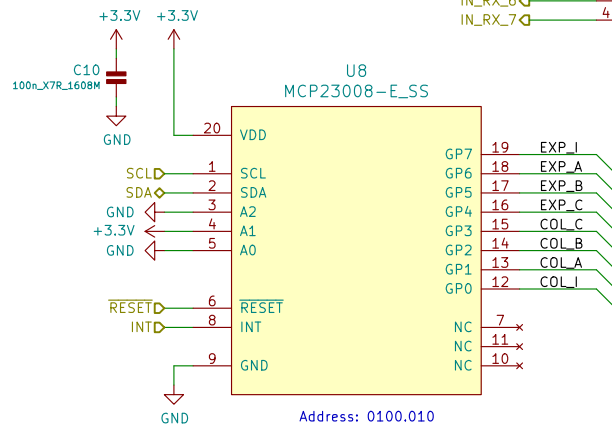 IN_RX_6
IN_RX_7
4
+3.3V
+3.3V
C10
100n_X7R_1608M
GND
U8
MCP23008-E_SS
20 VDD
SCL 1 SCL
SDA 2 SDA
GND 3 A2
+3.3V 4 A1
GND 5 A0
RESET 6 RESET
INT 8 INT
9 GND
GND
GP7 19 EXP_I
GP6 18 EXP_A
GP5 17 EXP_B
GP4 16 EXP_C
GP3 15 COL_C
GP2 14 COL_B
GP1 13 COL_A
GP0 12 COL_I
NC 7
NC 11
NC 10
Address: 0100.010